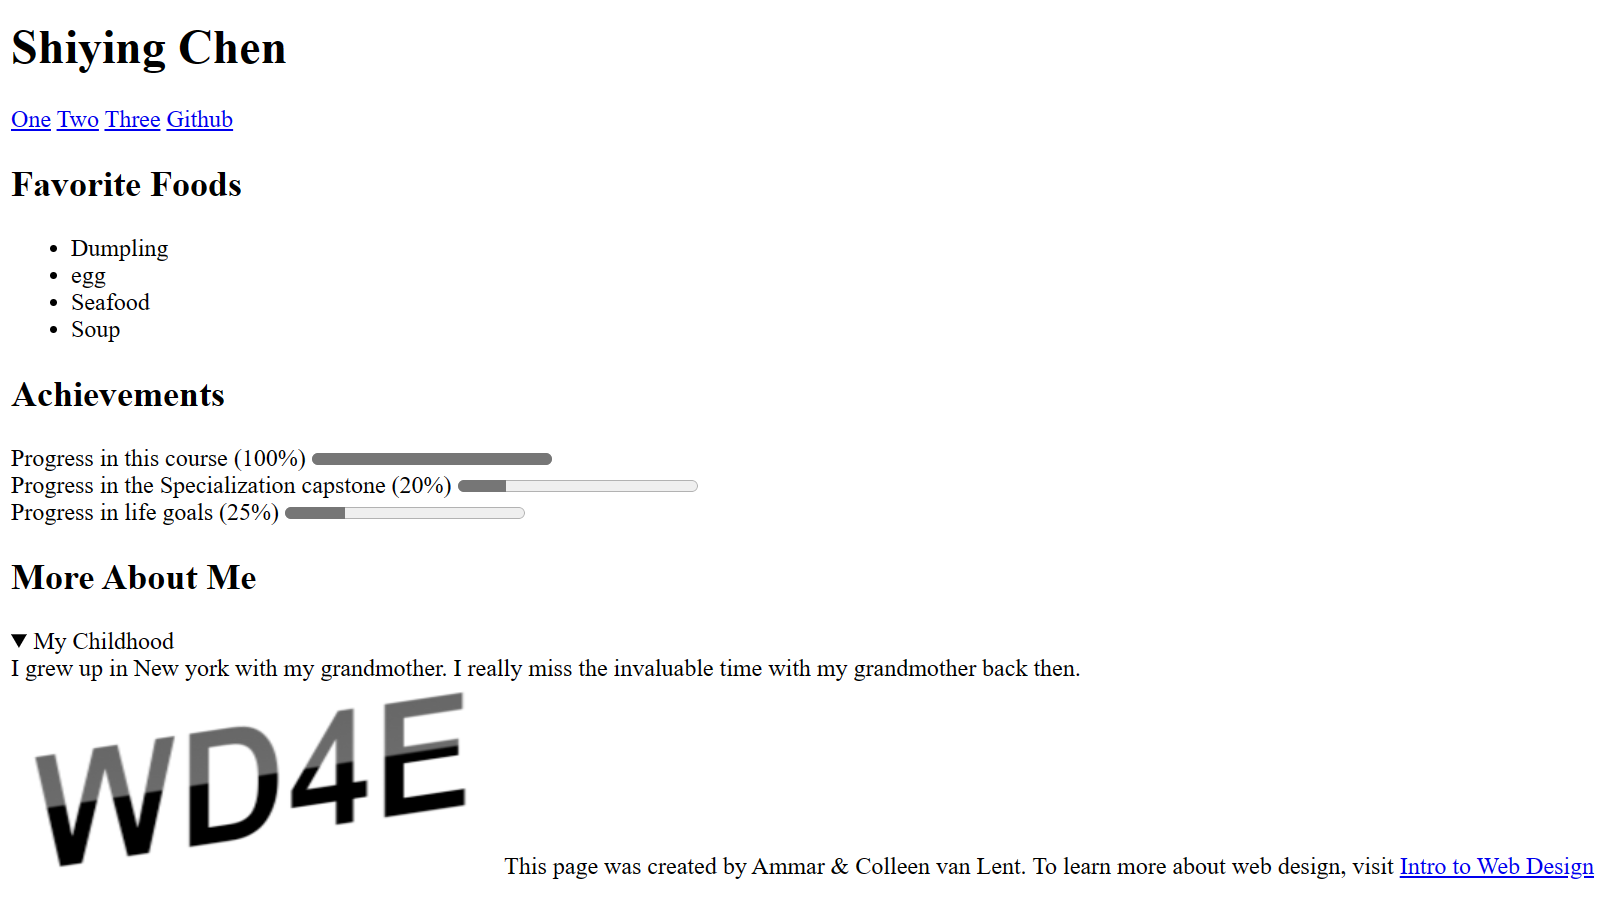 Shiying Chen
One Two Three Github
Favorite Foods
Dumpling
egg
Seafood
Soup
Achievements
Progress in this course (100%)
Progress in the Specialization capstone (20%)
Progress in life goals (25%)
More About Me
My Childhood
I grew up in New york with my grandmother. I really miss the invaluable time with my grandmother back then.
WD4E
This page was created by Ammar & Colleen van Lent. To learn more about web design, visit Intro to Web Design